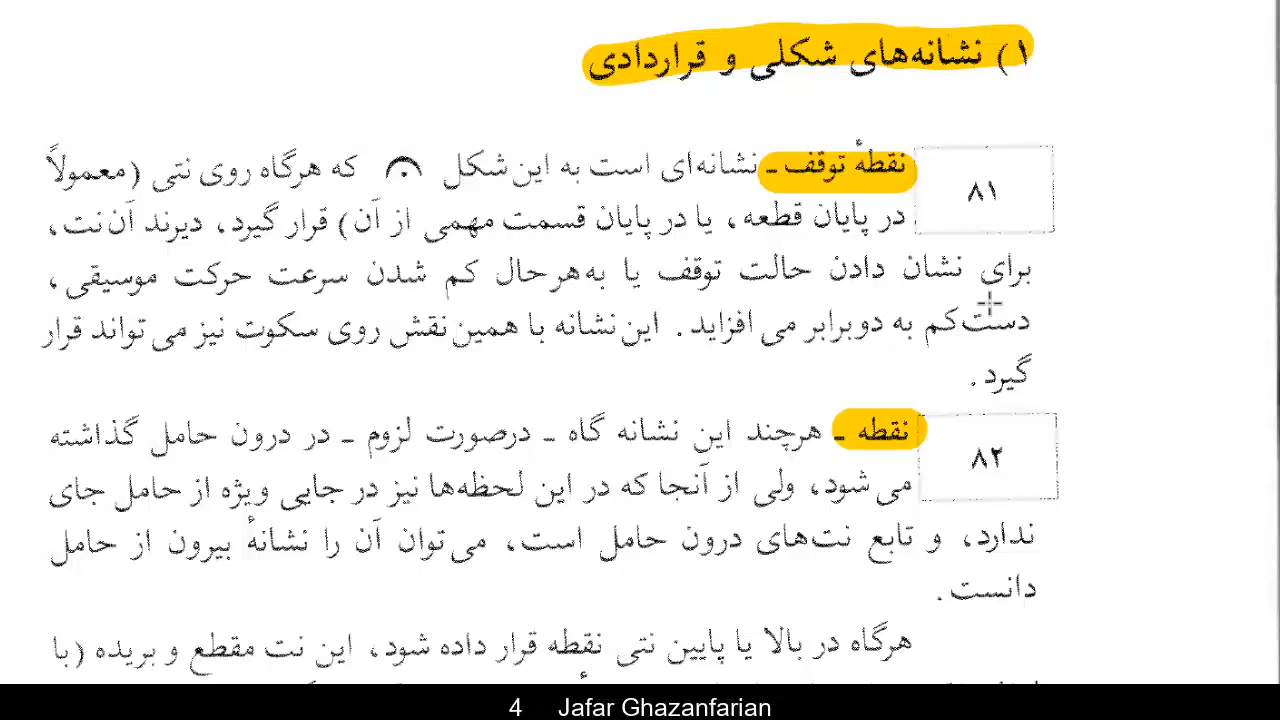 ۱) نشانه‌های شکلی و قراردادی
۸۱
نقطهٔ توقف ـ نشانه‌ای است به این‌شکل که هرگاه روی نتی (معمولاً
در پایان قطعه، یا در پایان قسمت مهمی از آن) قرار گیرد، دیرند آن‌نت،
برای نشان دادن حالت توقف یا به‌هرحال کم شدن سرعت حرکت موسیقی،
دست‌کم به دوبرابر می‌افزاید. این‌نشانه با همین‌نقش روی سکوت نیز می‌تواند قرار
گیرد.
۸۲
نقطه ـ هرچند این نشانه گاه ـ درصورت لزوم ـ در درون حامل گذاشته
می‌شود، ولی از آنجا که در این لحظه‌ها نیز در جایی ویژه از حامل جای
ندارد، و تابع نت‌های درون حامل است، می‌توان آن را نشانهٔ بیرون از حامل
دانست.
هرگاه در بالا یا پایین نتی نقطه قرار داده شود، این نت مقطع و بریده (با
4 Jafar Ghazanfarian